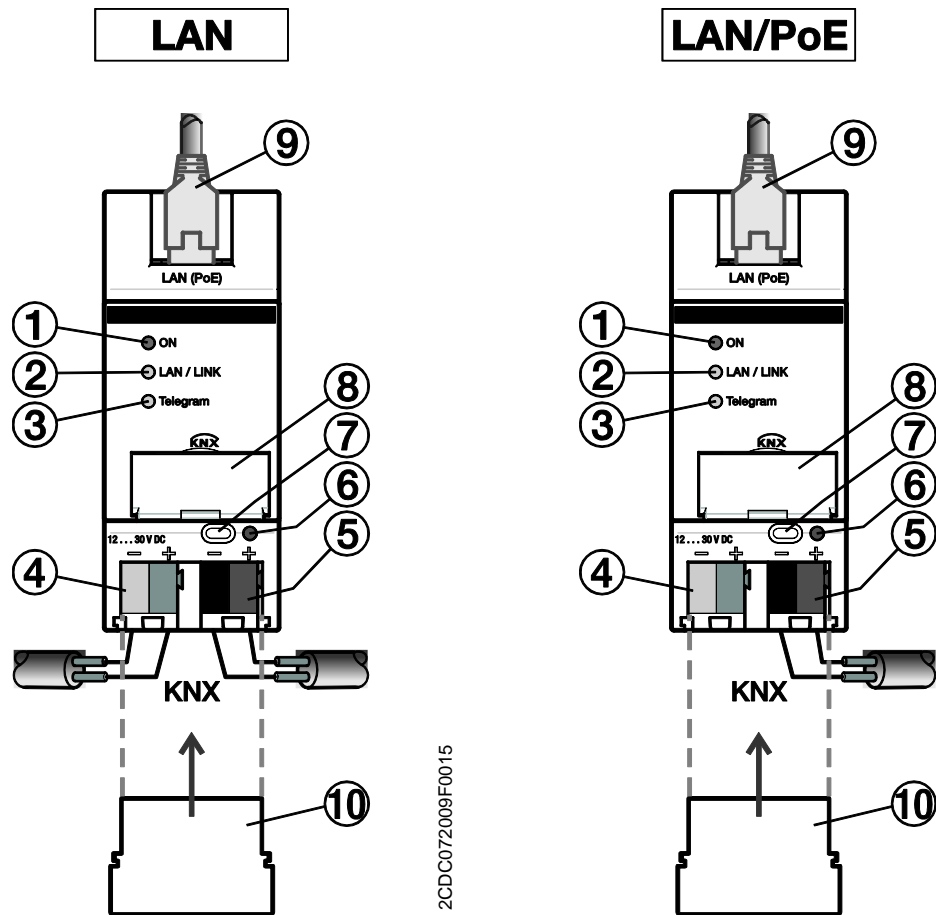 LAN
9
LAN (PoE)
1
ON
2
LAN / LINK
8
3
Telegram
7
KNX
6
12...30 V DC
5
− + − +
4
KNX
10
2CDC072009F0015
LAN/PoE
9
LAN (PoE)
1
ON
2
LAN / LINK
8
3
Telegram
7
KNX
6
12...30 V DC
5
− + − +
4
KNX
10